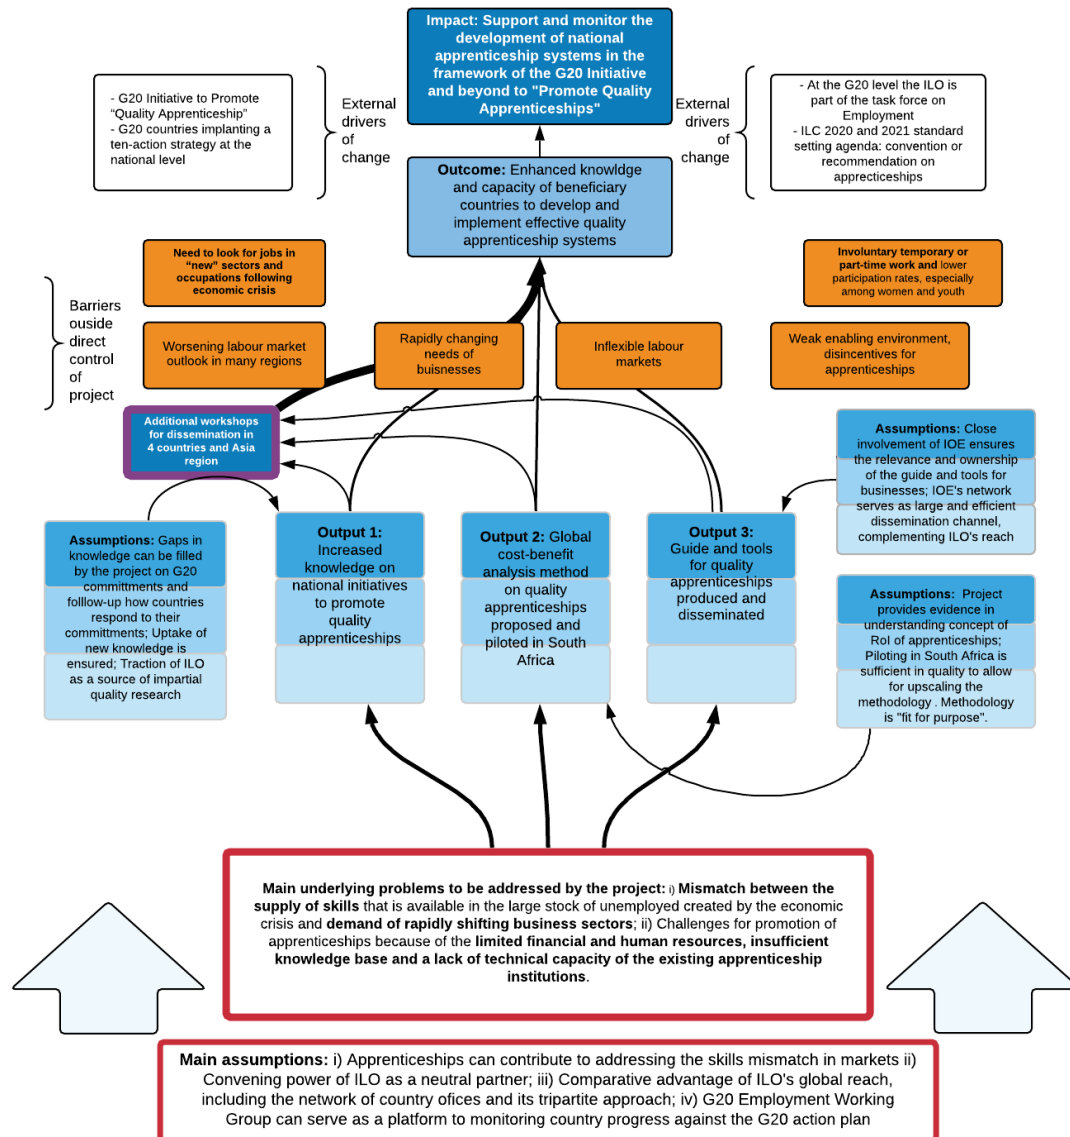 Impact: Support and monitor the
development of national
apprenticeship systems in the
framework of the G20 Initiative
and beyond to "Promote Quality
Apprenticeships"
- G20 Initiative to Promote
“Quality Apprenticeship”
- G20 countries implanting a
ten-action strategy at the
national level
External
drivers
of
change
External
drivers
of
change
- At the G20 level the ILO is
part of the task force on
Employment
- ILC 2020 and 2021 standard
setting agenda: convention or
recommendation on
apprecticeships
Outcome: Enhanced knowldge
and capacity of beneficiary
countries to develop and
implement effective quality
apprenticeship systems
Barriers
ouside
direct
control
of
project
Need to look for jobs in
“new” sectors and
occupations following
economic crisis
Involuntary temporary or
part-time work and lower
participation rates, especially
among women and youth
Worsening labour market
outlook in many regions
Rapidly changing
needs of
buisnesses
Inflexible labour
markets
Weak enabling environment,
disincentives for
apprenticeships
Additional workshops
for dissemination in
4 countries and Asia
region
Assumptions: Close
involvement of IOE ensures
the relevance and ownership
of the guide and tools for
businesses; IOE's network
serves as large and efficient
dissemination channel,
complementing ILO's reach
Assumptions: Gaps in
knowledge can be filled
by the project on G20
committments and
folllow-up how countries
respond to their
committments; Uptake of
new knowledge is
ensured; Traction of ILO
as a source of impartial
quality research
Output 1:
Increased
knowledge on
national initiatives
to promote
quality
apprenticeships
Output 2: Global
cost-benefit
analysis method
on quality
apprenticeships
proposed and
piloted in South
Africa
Output 3:
Guide and tools
for quality
apprenticeships
produced and
disseminated
Assumptions: Project
provides evidence in
understanding concept of
RoI of apprenticeships;
Piloting in South Africa is
sufficient in quality to allow
for upscaling the
methodology . Methodology
is "fit for purpose".
Main underlying problems to be addressed by the project: i) Mismatch between the
supply of skills that is available in the large stock of unemployed created by the economic
crisis and demand of rapidly shifting business sectors; ii) Challenges for promotion of
apprenticeships because of the limited financial and human resources, insufficient
knowledge base and a lack of technical capacity of the existing apprenticeship
institutions.
Main assumptions: i) Apprenticeships can contribute to addressing the skills mismatch in markets ii)
Convening power of ILO as a neutral partner; iii) Comparative advantage of ILO's global reach,
including the network of country ofices and its tripartite approach; iv) G20 Employment Working
Group can serve as a platform to monitoring country progress against the G20 action plan